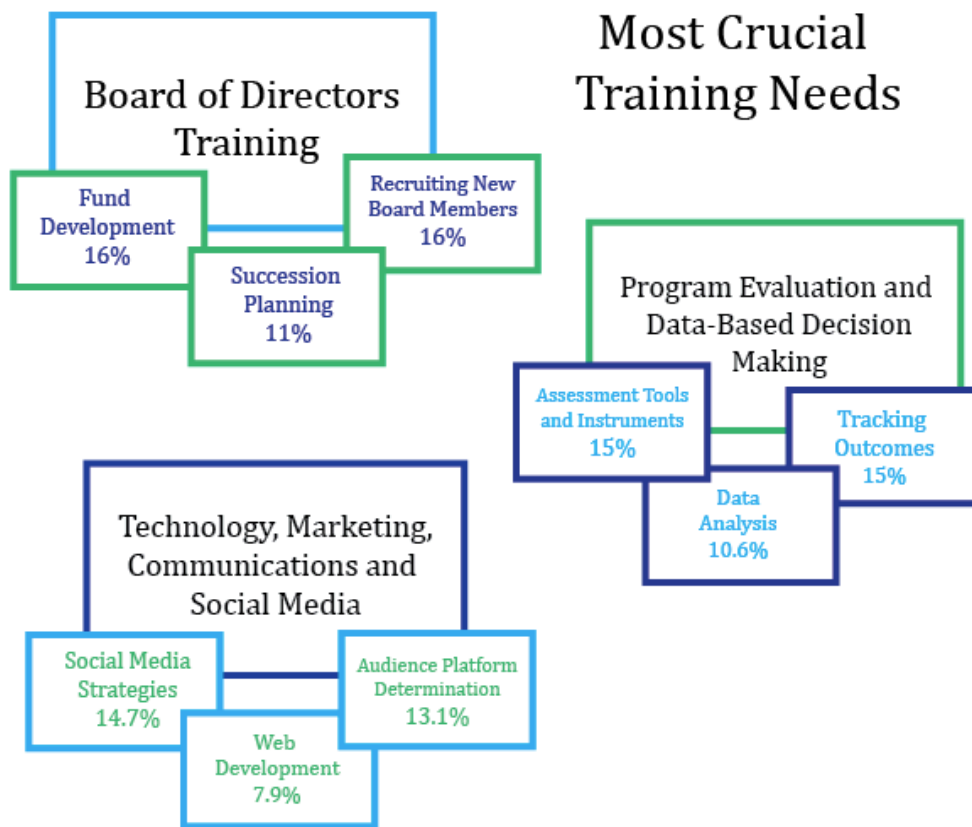 Most Crucial
Training Needs
Board of Directors
Training
Fund
Development
16%
Succession
Planning
11%
Recruiting New
Board Members
16%
Program Evaluation and
Data-Based Decision
Making
Assessment Tools
and Instruments
15%
Data
Analysis
10.6%
Tracking
Outcomes
15%
Technology, Marketing,
Communications and
Social Media
Social Media
Strategies
14.7%
Web
Development
7.9%
Audience Platform
Determination
13.1%